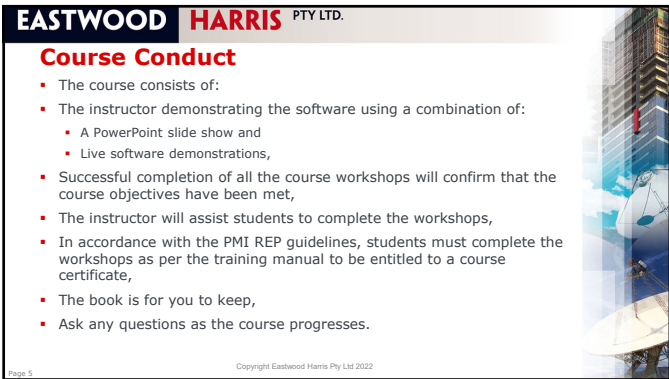 EASTWOOD HARRIS PTY LTD.
Course Conduct
▪ The course consists of:
▪ The instructor demonstrating the software using a combination of:
▪ A PowerPoint slide show and
▪ Live software demonstrations,
▪ Successful completion of all the course workshops will confirm that the
course objectives have been met,
▪ The instructor will assist students to complete the workshops,
▪ In accordance with the PMI REP guidelines, students must complete the
workshops as per the training manual to be entitled to a course
certificate,
▪ The book is for you to keep,
▪ Ask any questions as the course progresses.
Page 5
Copyright Eastwood Harris Pty Ltd 2022